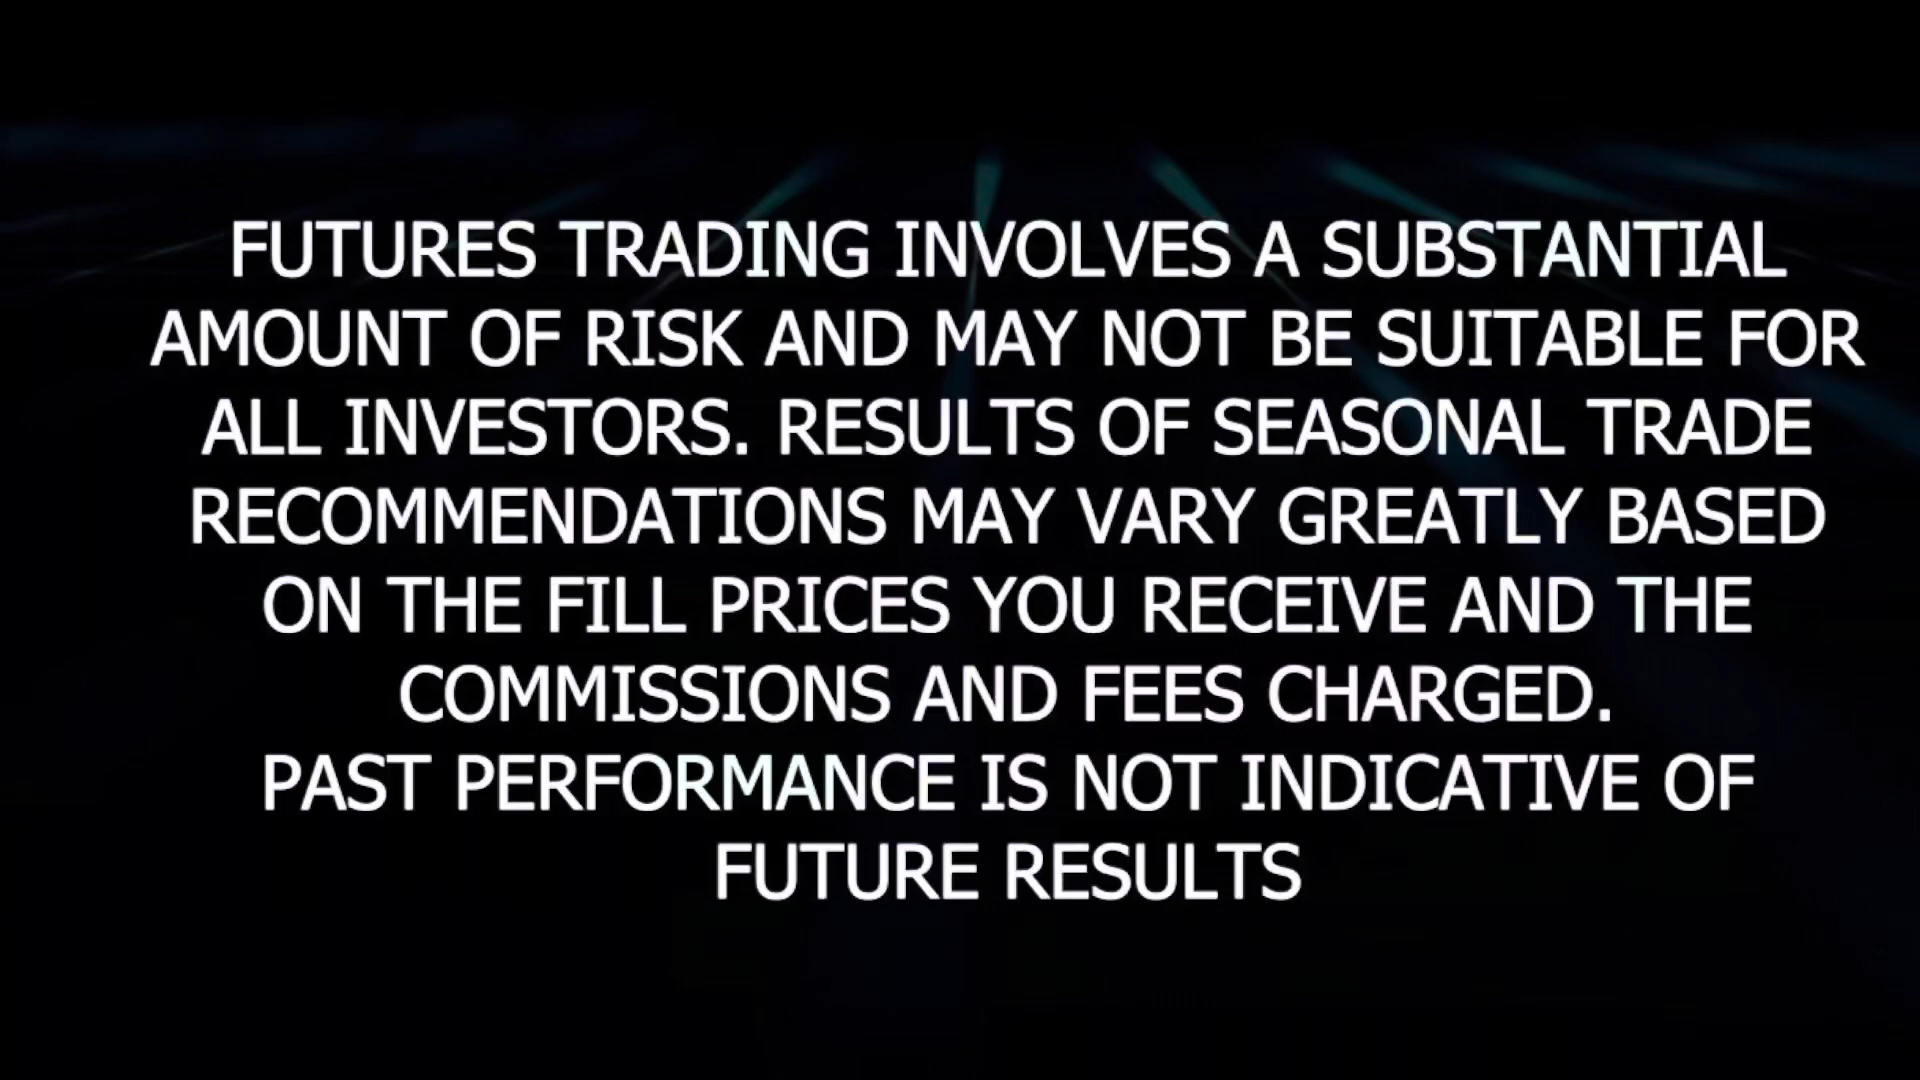 FUTURES TRADING INVOLVES A SUBSTANTIAL
AMOUNT OF RISK AND MAY NOT BE SUITABLE FOR
ALL INVESTORS. RESULTS OF SEASONAL TRADE
RECOMMENDATIONS MAY VARY GREATLY BASED
ON THE FILL PRICES YOU RECEIVE AND THE
COMMISSIONS AND FEES CHARGED.
PAST PERFORMANCE IS NOT INDICATIVE OF
FUTURE RESULTS